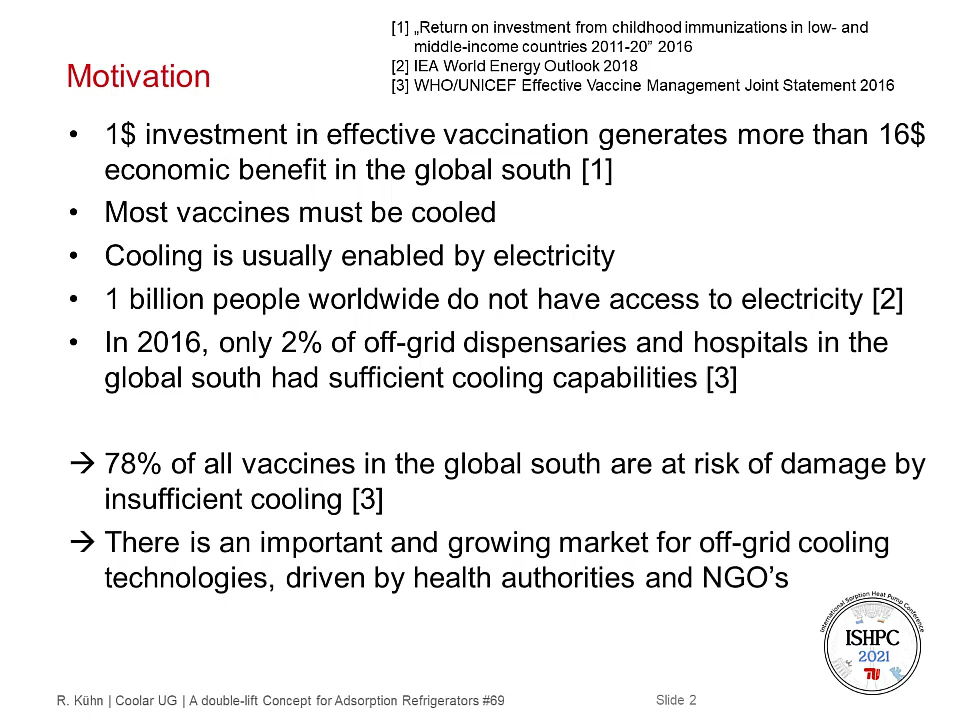 [1] „Return on investment from childhood immunizations in low- and
middle-income countries 2011-20” 2016
[2] IEA World Energy Outlook 2018
[3] WHO/UNICEF Effective Vaccine Management Joint Statement 2016
Motivation
• 1$ investment in effective vaccination generates more than 16$
economic benefit in the global south [1]
• Most vaccines must be cooled
• Cooling is usually enabled by electricity
• 1 billion people worldwide do not have access to electricity [2]
• In 2016, only 2% of off-grid dispensaries and hospitals in the
global south had sufficient cooling capabilities [3]
→ 78% of all vaccines in the global south are at risk of damage by
insufficient cooling [3]
→ There is an important and growing market for off-grid cooling
technologies, driven by health authorities and NGO’s
International Sorption Heat Pump Conference
ISHPC
2021
R. Kühn | Coolar UG | A double-lift Concept for Adsorption Refrigerators #69
Slide 2